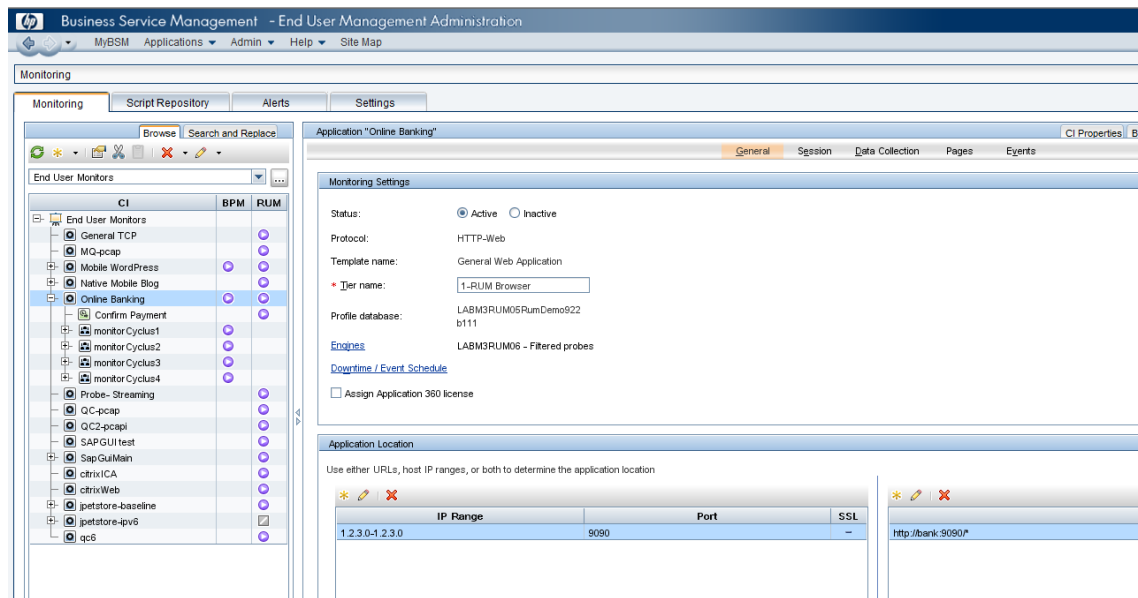 hp Business Service Management - End User Management Administration
MyBSM Applications Admin Help Site Map
Monitoring
Monitoring Script Repository Alerts Settings
Browse Search and Replace
End User Monitors ...
CI BPM RUM
End User Monitors
General TCP
MQ-pcap
Mobile WordPress
Native Mobile Blog
Online Banking
Confirm Payment
monitorCyclus1
monitorCyclus2
monitorCyclus3
monitorCyclus4
Probe- Streaming
QC-pcap
QC2-pcapi
SAPGUI test
SapGuiMain
citrixICA
citrixWeb
jpetstore-baseline
jpetstore-ipv6
qc6
Application "Online Banking" CI Properties B
General Session Data Collection Pages Events
Monitoring Settings
Status: Active Inactive
Protocol: HTTP-Web
Template name: General Web Application
* Tier name: 1-RUM Browser
Profile database: LABM3RUM05RumDemo922
b111
Engines LABM3RUM06 - Filtered probes
Downtime / Event Schedule
Assign Application 360 license
Application Location
Use either URLs, host IP ranges, or both to determine the application location
IP Range Port SSL
1.2.3.0-1.2.3.0 9090 – http://bank:9090/*